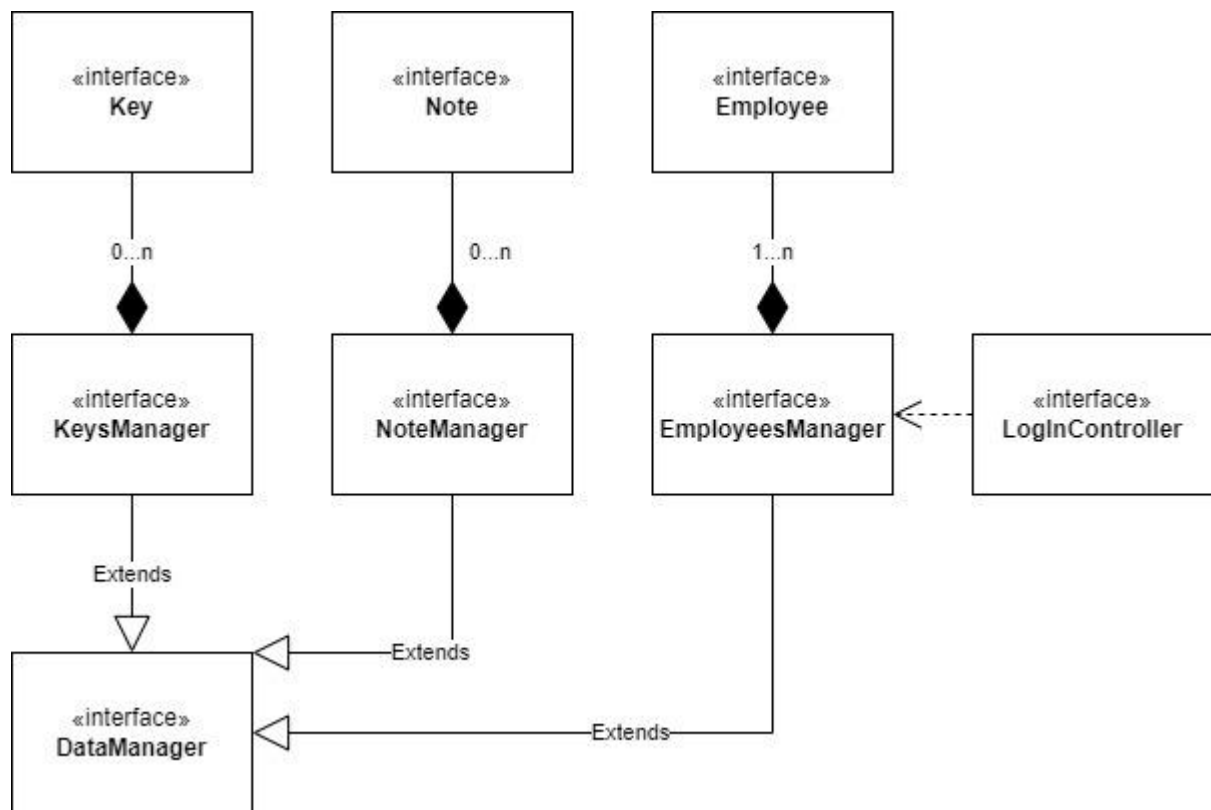 «interface»
Key
«interface»
Note
«interface»
Employee
0...n
0...n
1...n
«interface»
KeysManager
«interface»
NoteManager
«interface»
EmployeesManager
«interface»
LogInController
Extends
Extends
Extends
«interface»
DataManager